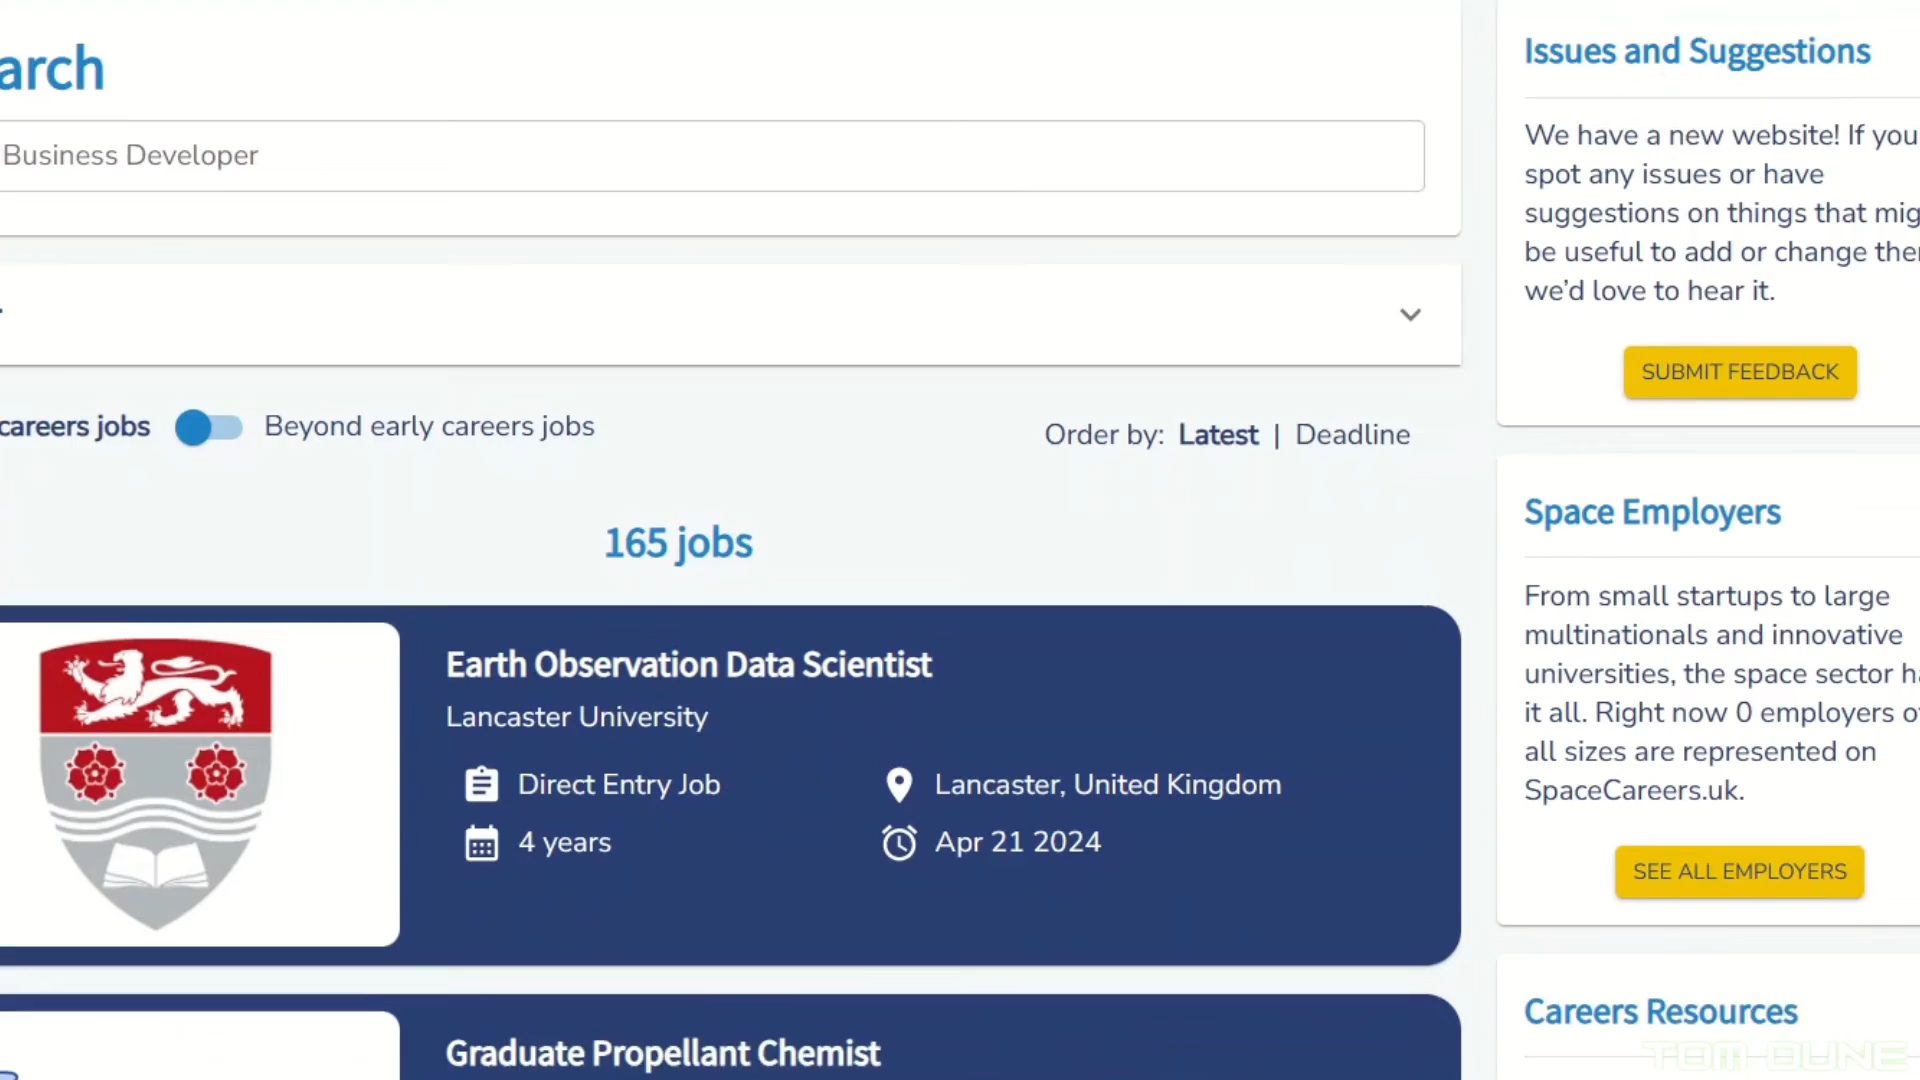 arch
Business Developer
careers jobs
Beyond early careers jobs
Order by: Latest | Deadline
165 jobs
Earth Observation Data Scientist
Lancaster University
Direct Entry Job
Lancaster, United Kingdom
4 years
Apr 21 2024
Graduate Propellant Chemist
Issues and Suggestions
We have a new website! If you
spot any issues or have
suggestions on things that mig
be useful to add or change the
we’d love to hear it.
SUBMIT FEEDBACK
Space Employers
From small startups to large
multinationals and innovative
universities, the space sector ha
it all. Right now 0 employers o
all sizes are represented on
SpaceCareers.uk.
SEE ALL EMPLOYERS
Careers Resources
TOM DUNE